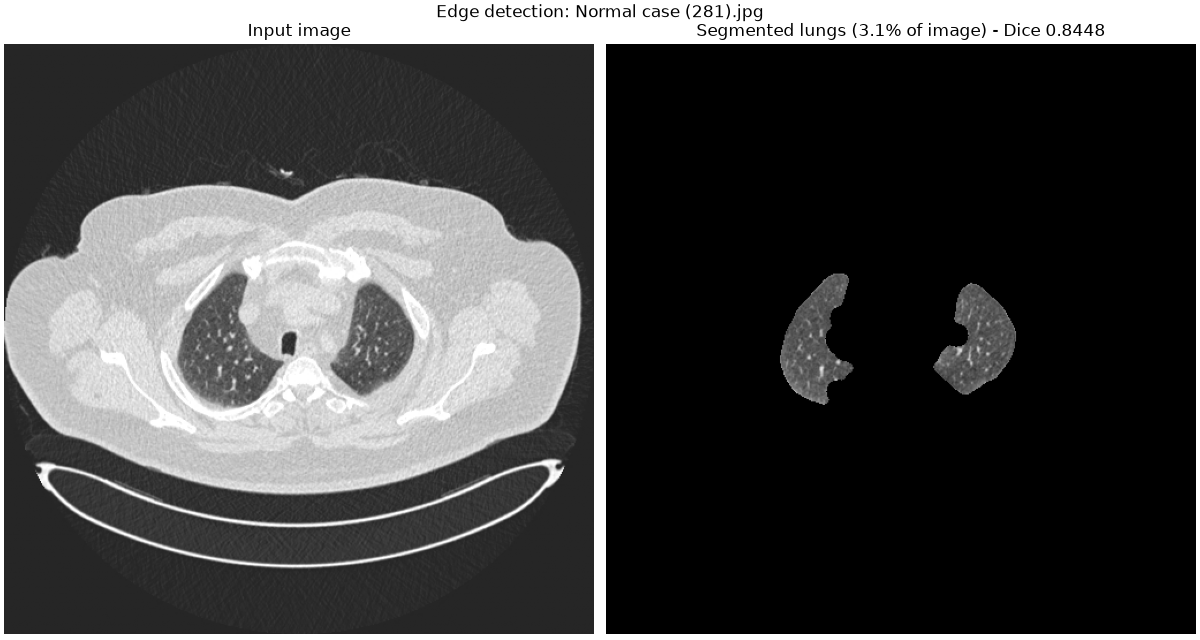 Edge detection: Normal case (281).jpg
Input image
Segmented lungs (3.1% of image) - Dice 0.8448